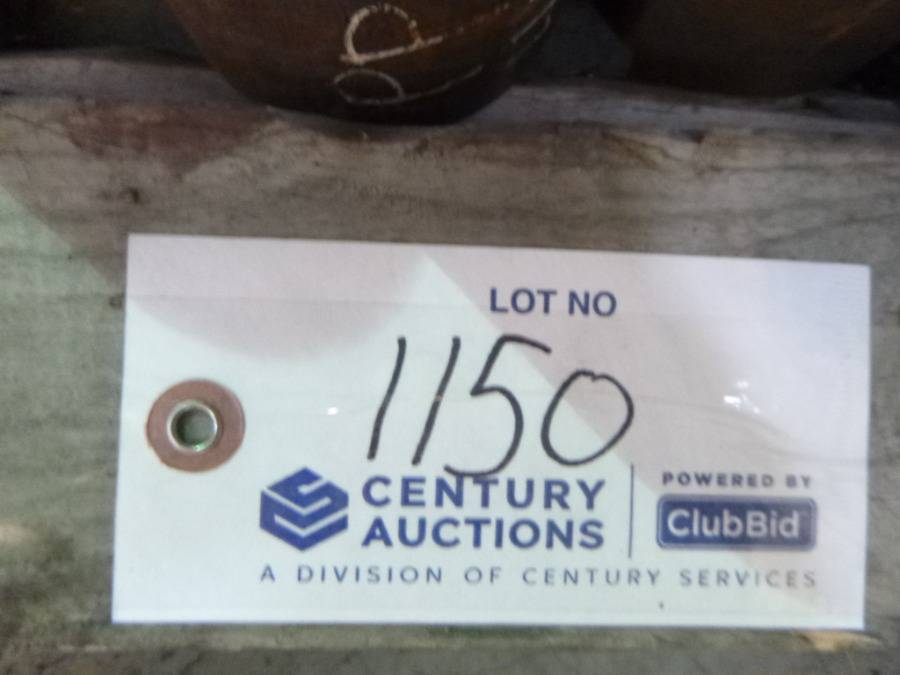 LOT NO
1150
CENTURY
AUCTIONS
POWERED BY
ClubBid
A DIVISION OF CENTURY SERVICES